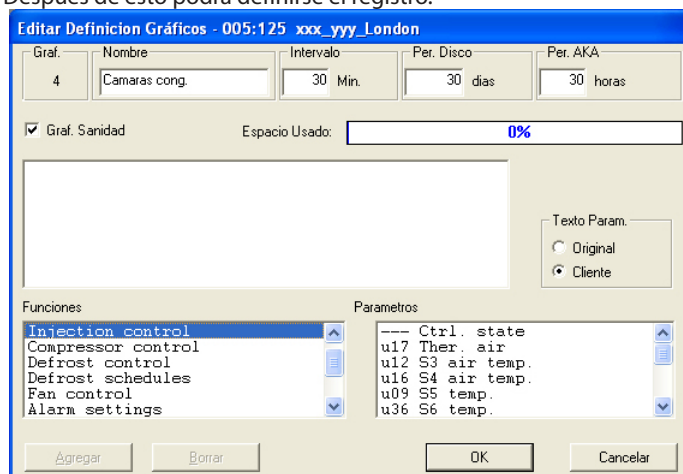 Después de esto podrá definirse el registro.
Editar Definicion Gráficos - 005:125 xxx_yyy_London
Graf. Nombre Intervalo Per. Disco Per. AKA
4 Camaras cong. 30 Min. 30 dias 30 horas
Graf. Sanidad Espacio Usado: 0%
Texto Param.
Original
Cliente
Funciones Parametros
Injection control --- Ctrl. state
Compressor control u17 Ther. air
Defrost control u12 S3 air temp.
Defrost schedules u16 S4 air temp.
Fan control u09 S5 temp.
Alarm settings u36 S6 temp.
Agregar Borrar OK Cancelar